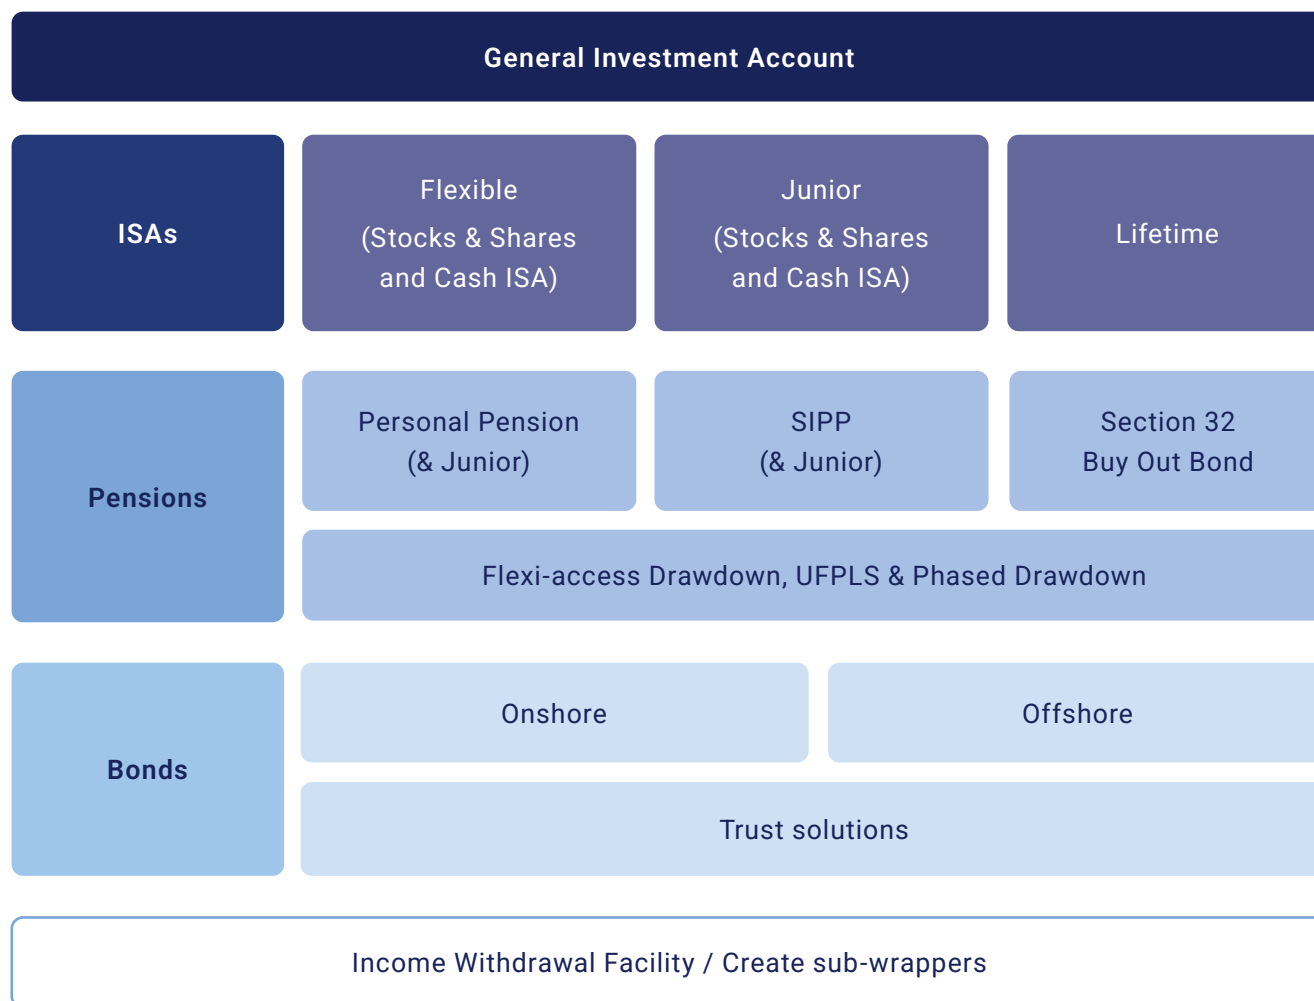 General Investment Account
ISAs
Flexible
(Stocks & Shares
and Cash ISA)
Junior
(Stocks & Shares
and Cash ISA)
Lifetime
Pensions
Personal Pension
(& Junior)
SIPP
(& Junior)
Section 32
Buy Out Bond
Flexi-access Drawdown, UFPLS & Phased Drawdown
Bonds
Onshore
Offshore
Trust solutions
Income Withdrawal Facility / Create sub-wrappers